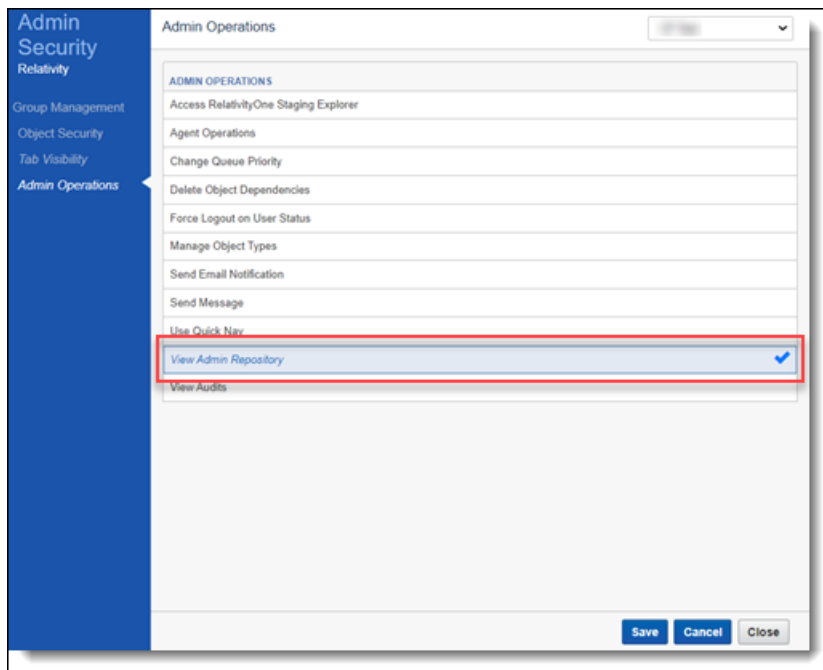 Admin
Security
Relativity
Group Management
Object Security
Tab Visibility
Admin Operations
Admin Operations
ADMIN OPERATIONS
Access RelativityOne Staging Explorer
Agent Operations
Change Queue Priority
Delete Object Dependencies
Force Logout on User Status
Manage Object Types
Send Email Notification
Send Message
Use Quick Nav
View Admin Repository
View Audits
Save Cancel Close